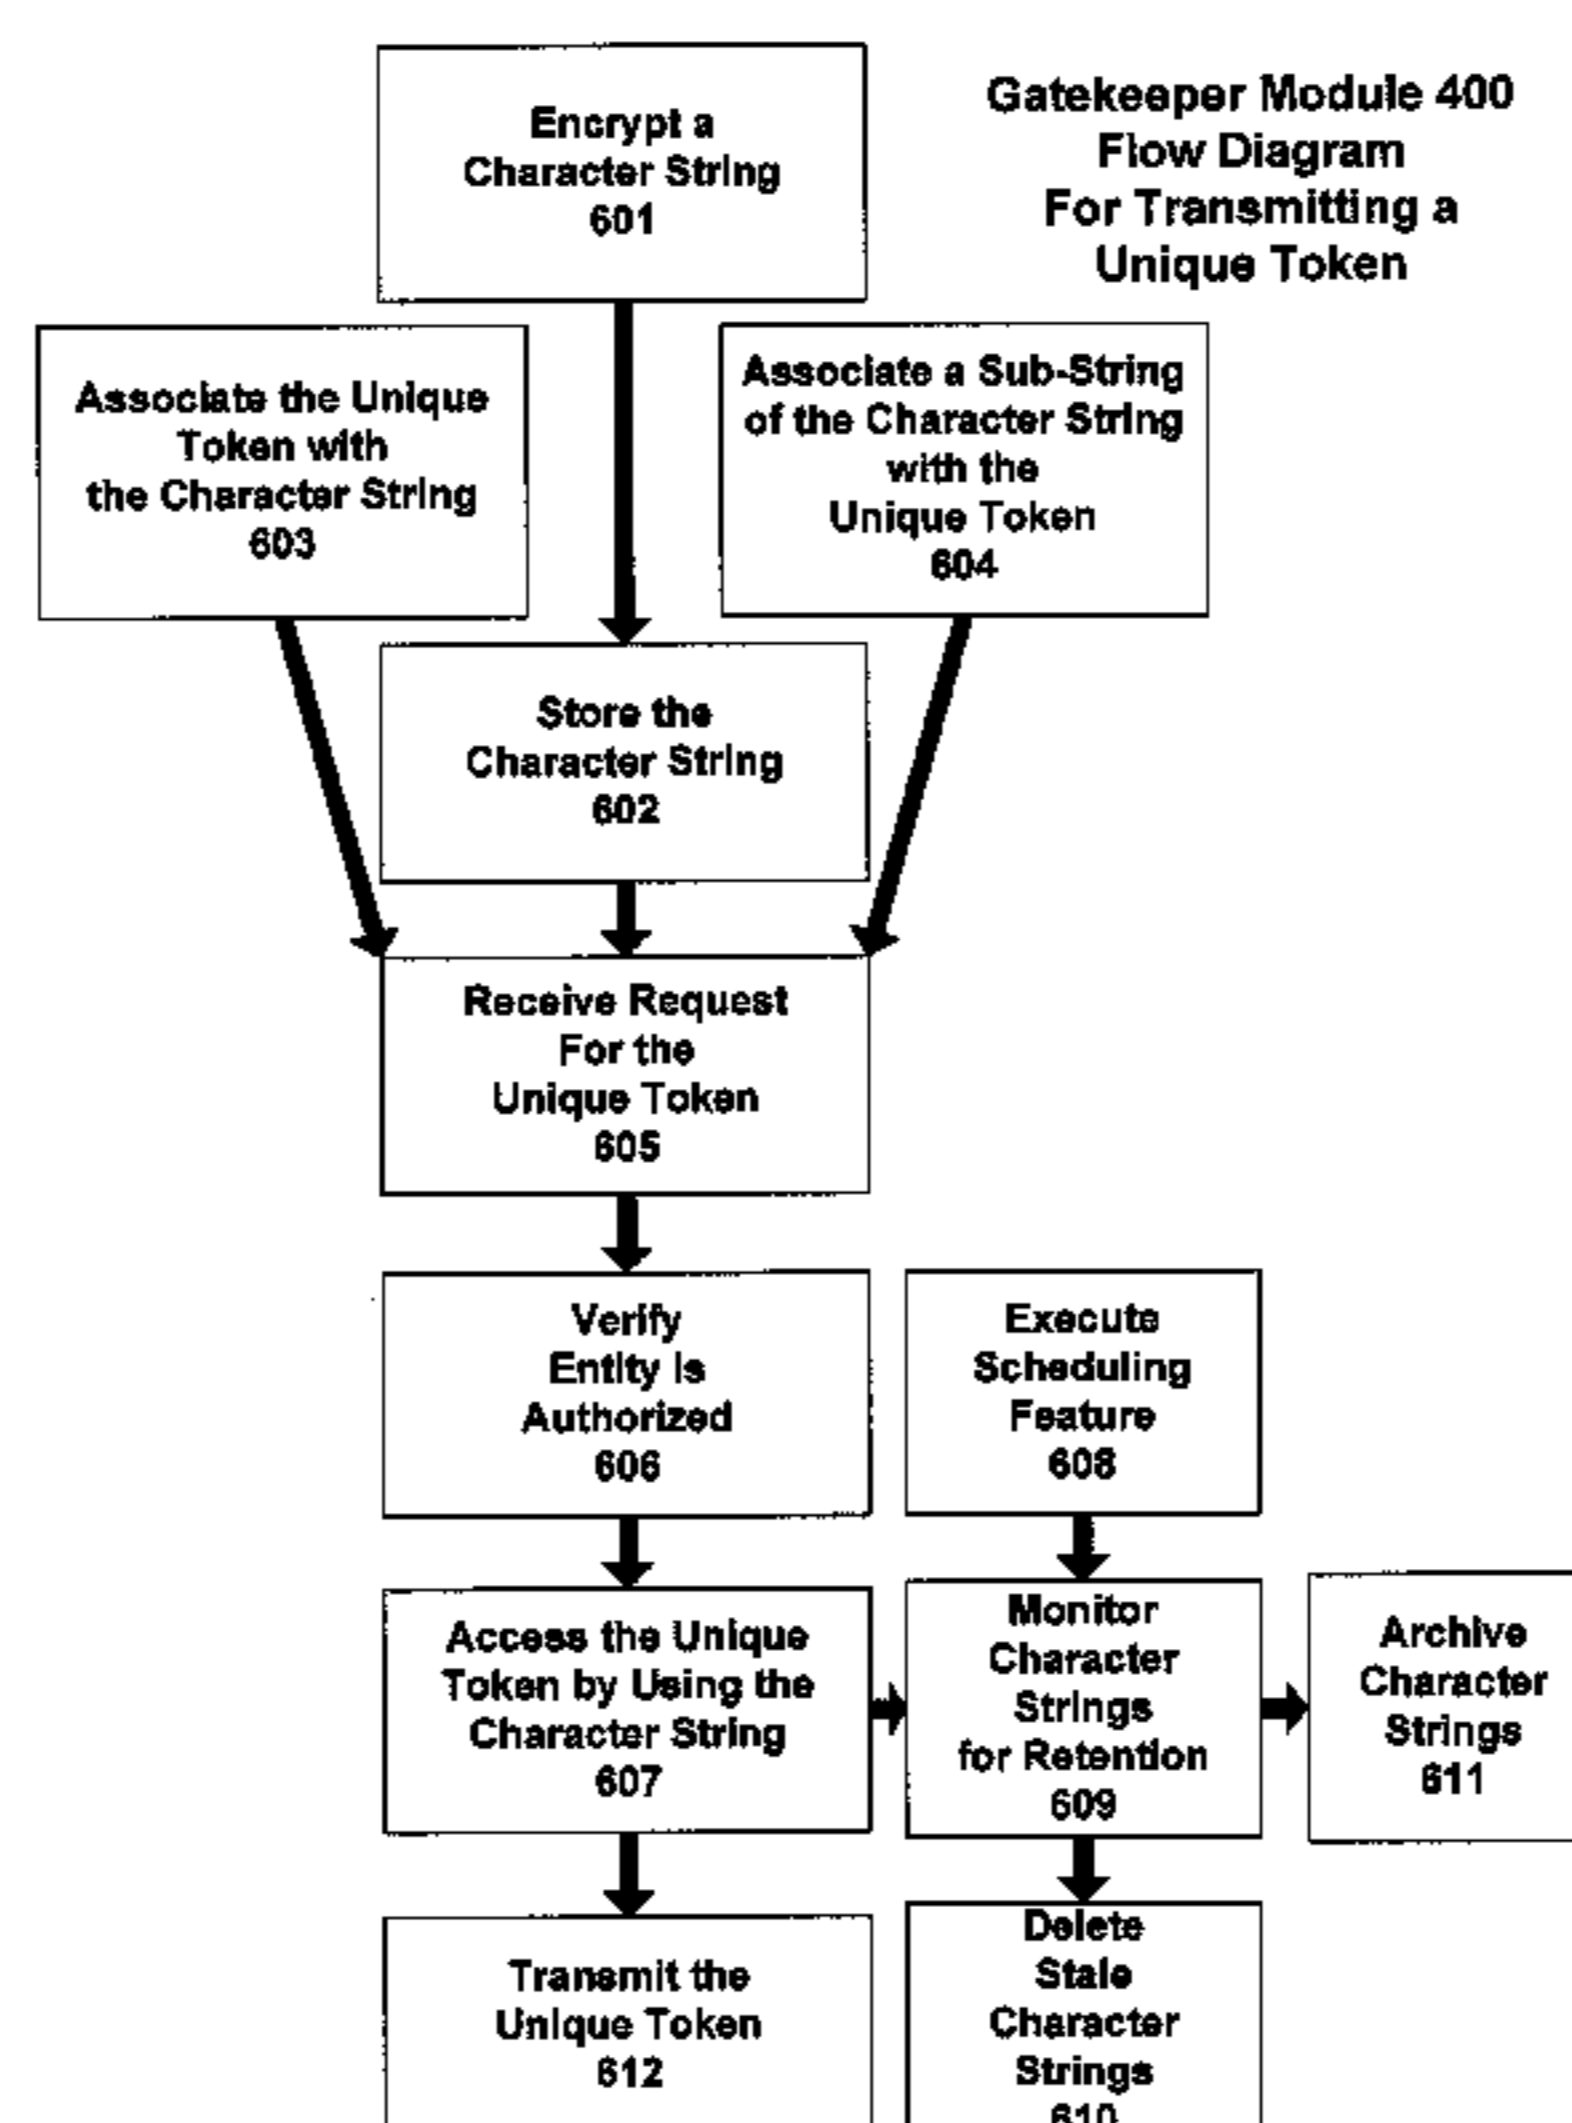 Encrypt a
Character String
601
Gatekeeper Module 400
Flow Diagram
For Transmitting a
Unique Token
Associate the Unique
Token with
the Character String
603
Associate a Sub-String
of the Character String
with the
Unique Token
604
Store the
Character String
602
Receive Request
For the
Unique Token
605
Verify
Entity is
Authorized
606
Execute
Scheduling
Feature
608
Access the Unique
Token by Using the
Character String
607
Monitor
Character
Strings
for Retention
609
Archive
Character
Strings
611
Transmit the
Unique Token
612
Delete
Stale
Character
Strings
610